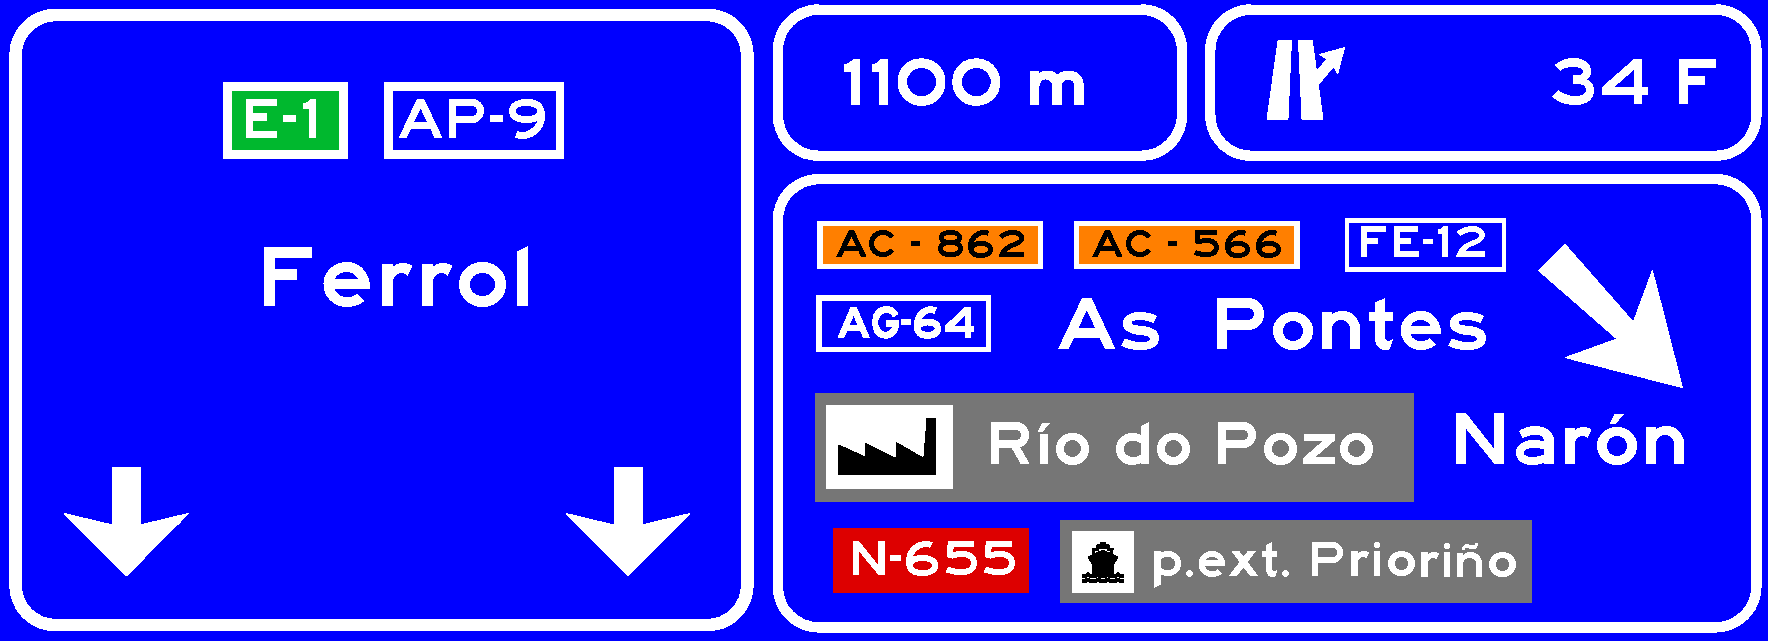 E-1 AP-9
Ferrol
1100 m
34 F
AC - 862 AC - 566 FE-12
AG-64 As Pontes
Río do Pozo Narón
N-655 p.ext. Prioriño